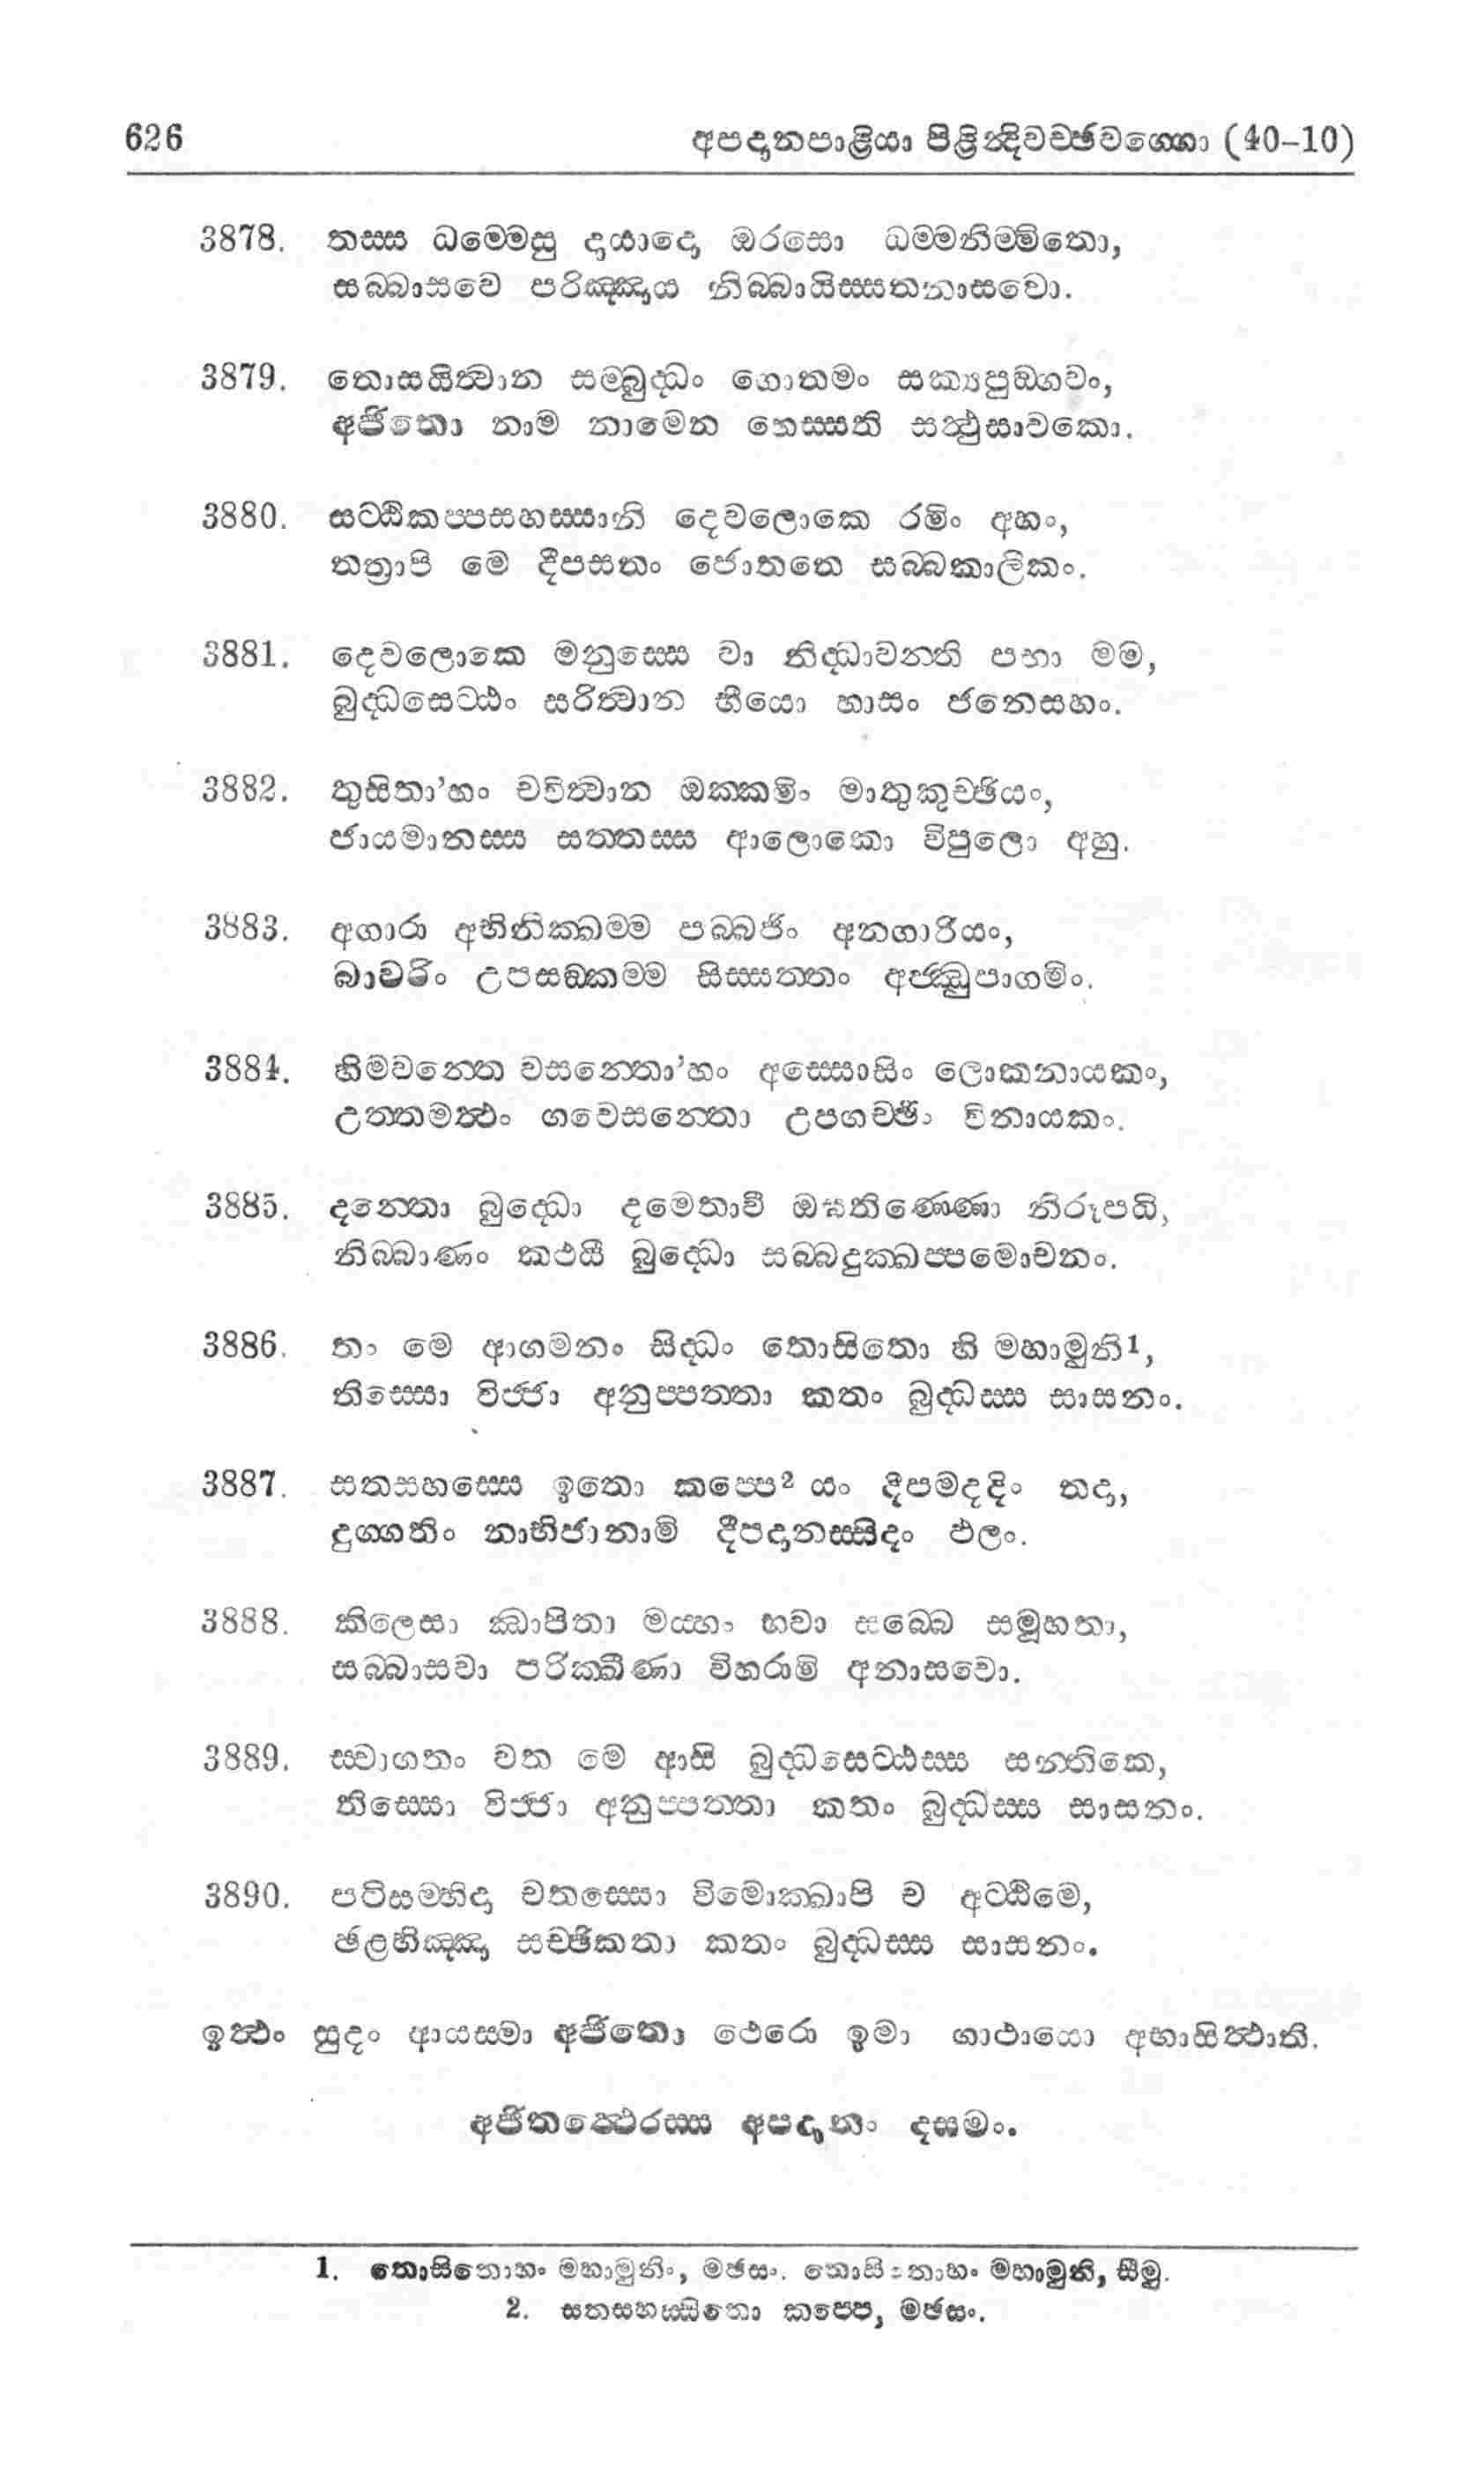 626 අපදානපාළියා පිළින්දිවච්ඡවග්ගො (40-10)
3878. තස්ස ධම්මෙසු දායාදො ඔරසො ධම්මනිම්මිතො,
සබ්බාසවෙ පරිඤ්ඤාය නිබ්බායිස්සතනාසවො.
3879. තොසයිත්වාන සම්බුද්ධං ගොතමං සක්‍යපුඞ්ගවං,
අජිතො නාම නාමෙන හෙස්සති සත්ථුසාවකො.
3880. සට්ඨිකප්පසහස්සානි දෙවලොකෙ රමිං අහං,
තත්‍රාපි මෙ දීපසතං ජොතතෙ සබ්බකාලිකං.
3881. දෙවලොකෙ මනුස්සෙ වා නිද්ධාවන්ති පභා මම,
බුද්ධසෙට්ඨං සරිත්වාන භීයො හාසං ජනෙසහං.
3882. තුසිතා'හං චවිත්වාන ඔක්කමිං මාතුකුච්ඡියං,
ජායමානස්ස සන්තස්ස ආලොකො විපුලො අහු.
3883. අගාරා අභිනික්ඛම්ම පබ්බජිං අනගාරියං,
බාවරිං උපසඞ්කම්ම සිස්සත්තං අජ්ඣුපාගමිං.
3884. හිමවන්තෙ වසන්තො'හං අස්සොසිං ලොකනායකං,
උත්තමත්ථං ගවෙසන්තො උපගච්ඡිං විනායකං.
3885. දන්තො බුද්ධො දමෙතාවී ඔඝතිණ්ණො නිරූපධි,
නිබ්බාණං කථයී බුද්ධො සබ්බදුක්ඛප්පමොචනං.
3886. තං මෙ ආගමනං සිද්ධං තොසිතො හි මහාමුනි¹,
තිස්සො විජ්ජා අනුප්පත්තා කතං බුද්ධස්ස සාසනං.
3887. සතසහස්සෙ ඉතො කප්පෙ² යං දීපමදදිං තදා,
දුග්ගතිං නාභිජානාමි දීපදානස්සිදං ඵලං.
3888. කිලෙසා ඣාපිතා මය්හං භවා සබ්බෙ සමූහතා,
සබ්බාසවා පරික්ඛීණා විහරාමි අනාසවො.
3889. ස්වාගතං වත මෙ ආසි බුද්ධසෙට්ඨස්ස සන්තිකෙ,
තිස්සො විජ්ජා අනුප්පත්තා කතං බුද්ධස්ස සාසනං.
3890. පටිසම්භිදා චතස්සො විමොක්ඛාපි ච අට්ඨිමෙ,
ඡළභිඤ්ඤා සච්ඡිකතා කතං බුද්ධස්ස සාසනං.
ඉත්ථං සුදං ආයස්මා අජිතො ථෙරො ඉමා ගාථායො අභාසිත්ථාති.
අජිතත්ථෙරස්ස අපදානං දසමං.
1. තොසිතොහං මහාමුනිං, මඡසං. තොසිතොහං මහාමුනි, සීමු.
2. සතසහස්සිතො කප්පෙ, මඡසං.